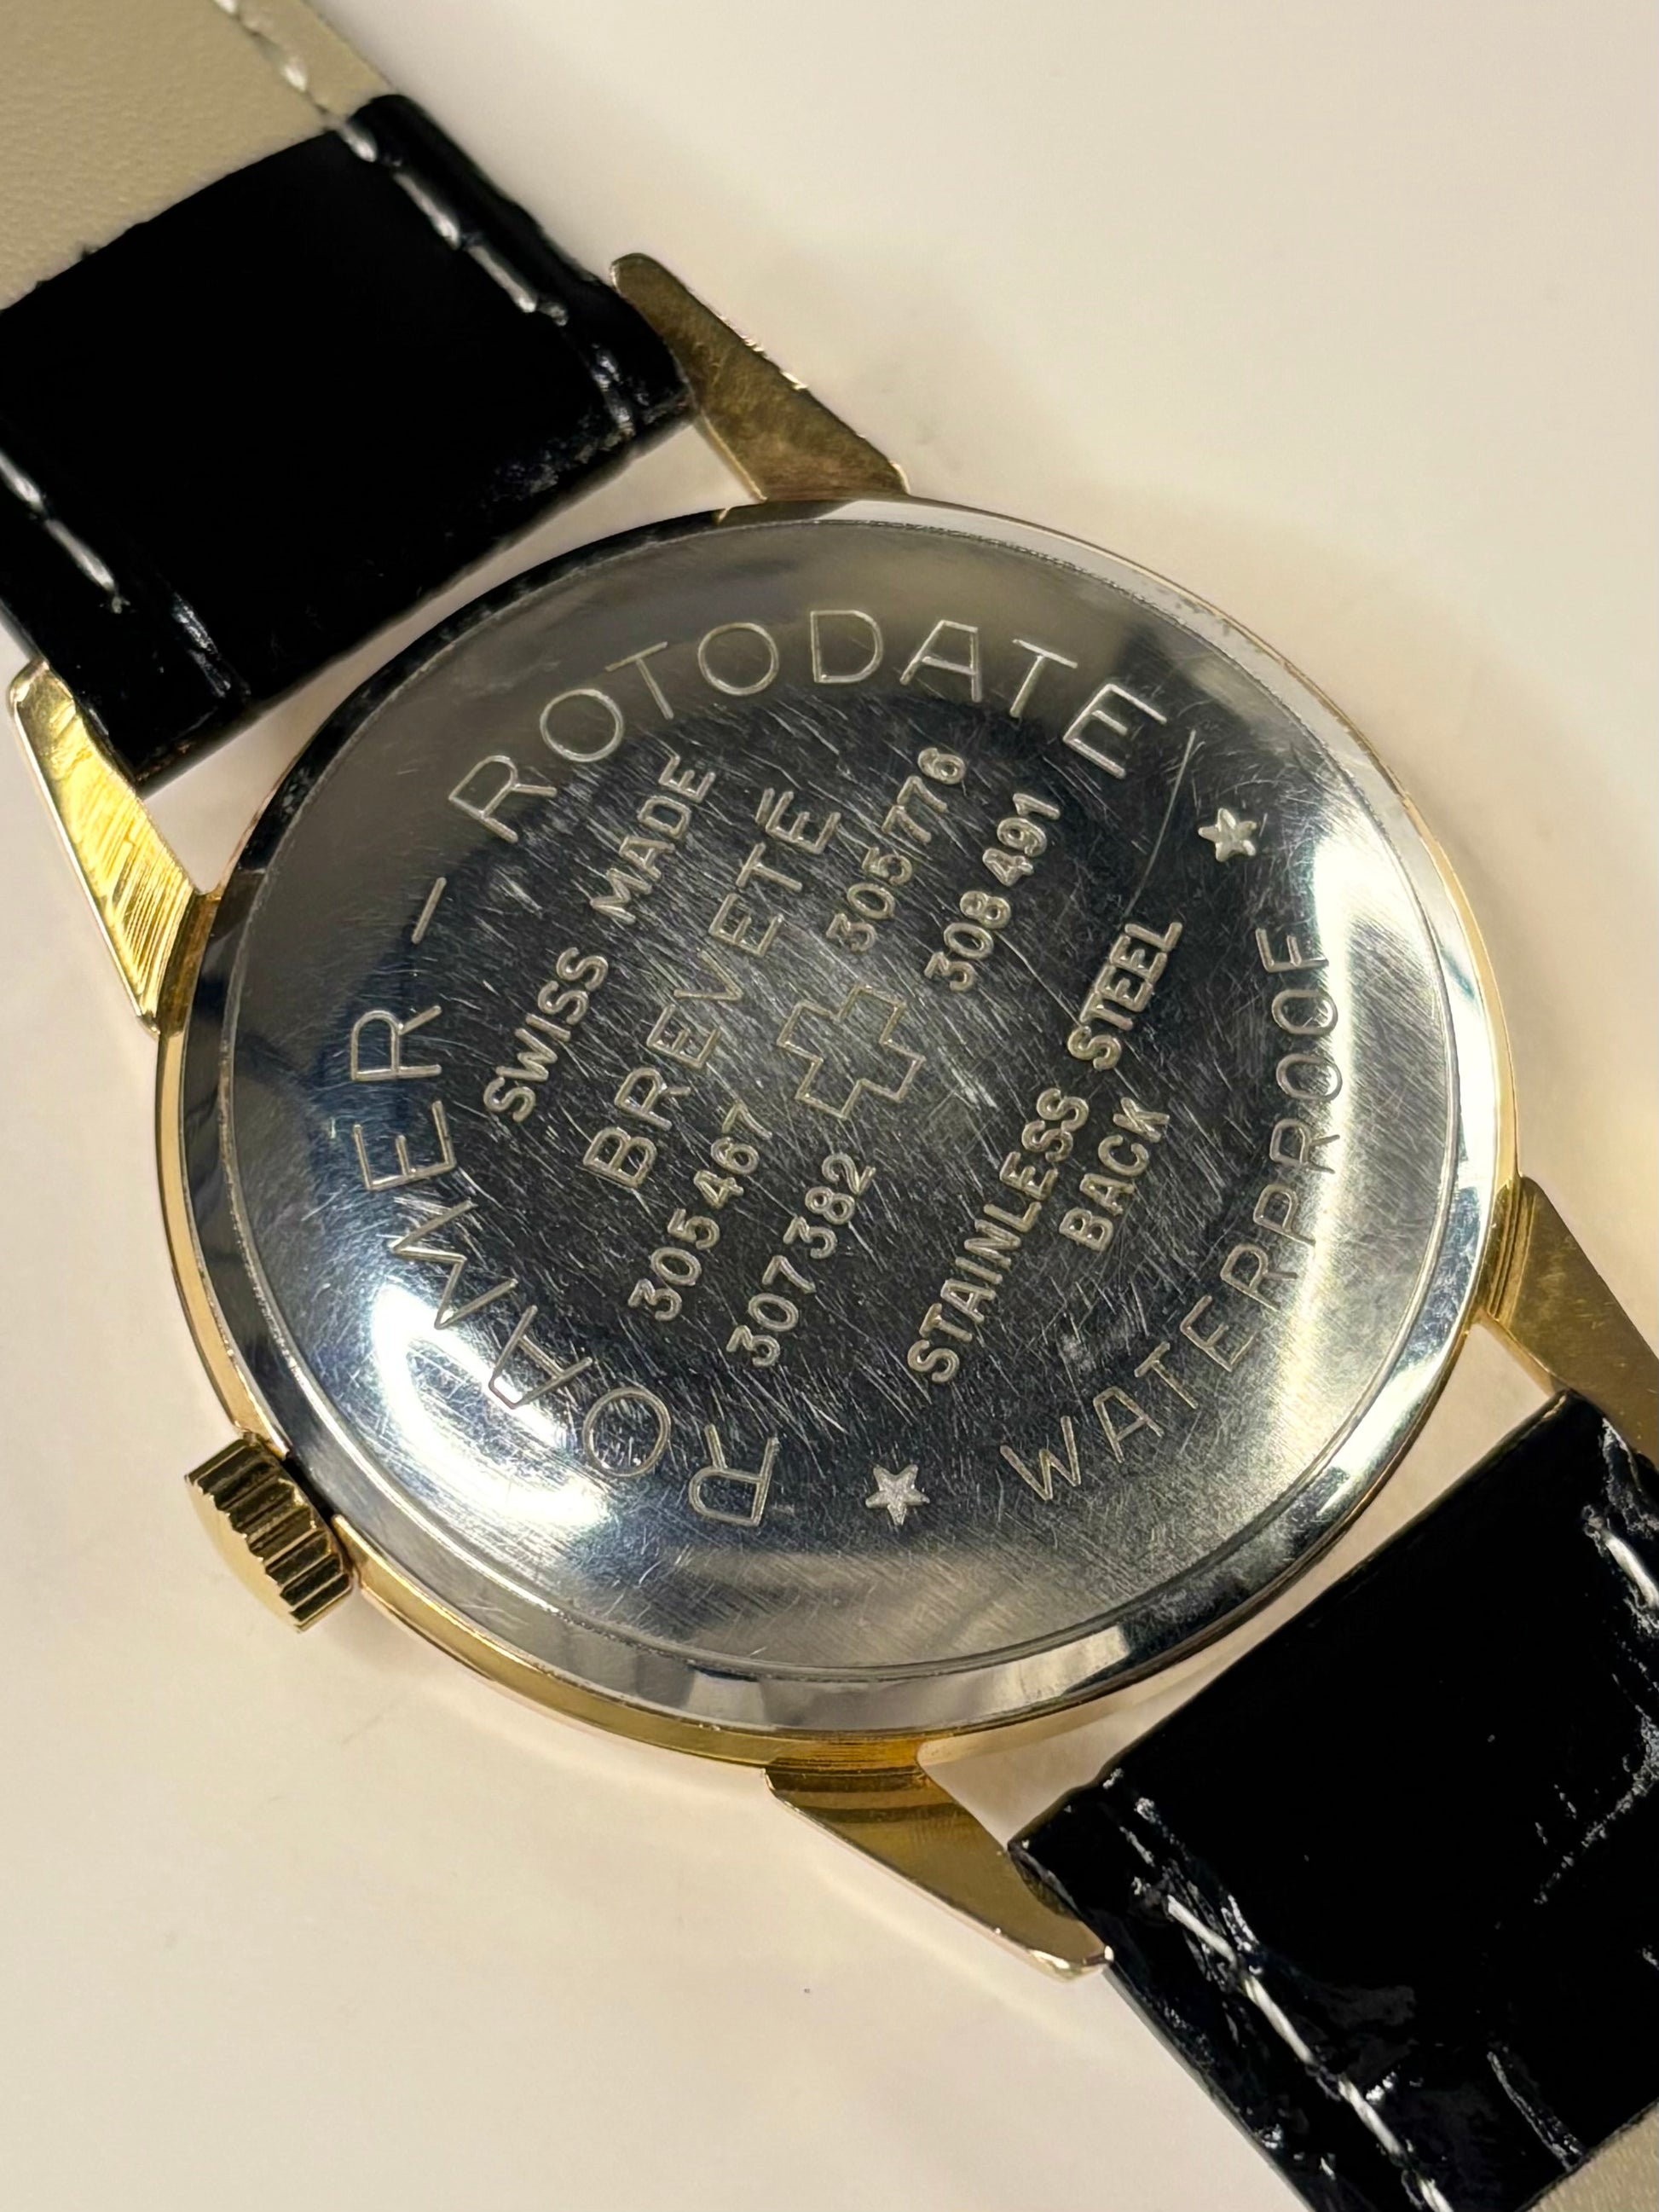 ROAMER-ROTODATE
SWISS MADE
BREVETÉ
305 467 305 776
307 382 308 491
STAINLESS STEEL
BACK
WATERPROOF